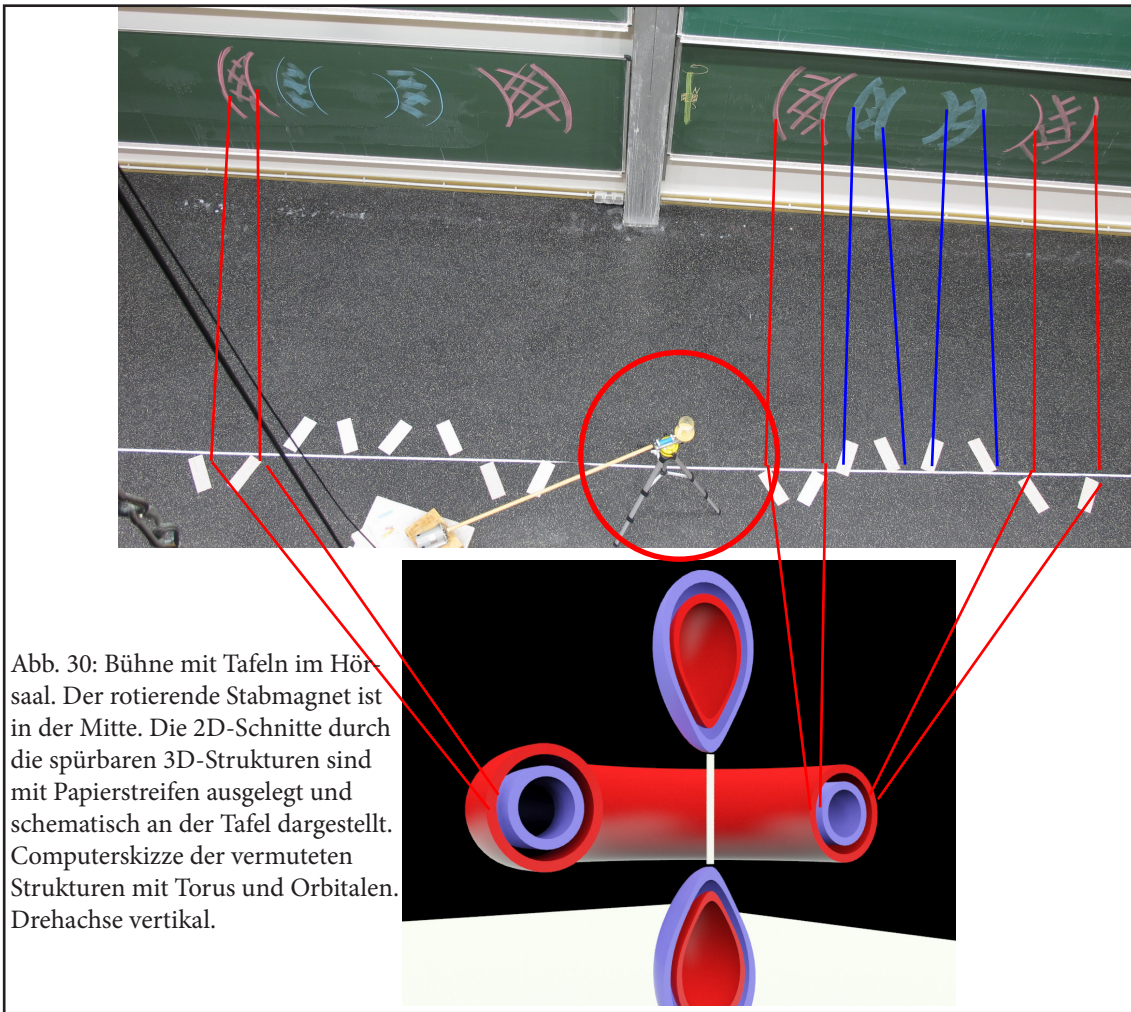 Abb. 30: Bühne mit Tafeln im Hör-
saal. Der rotierende Stabmagnet ist
in der Mitte. Die 2D-Schnitte durch
die spürbaren 3D-Strukturen sind
mit Papierstreifen ausgelegt und
schematisch an der Tafel dargestellt.
Computerskizze der vermuteten
Strukturen mit Torus und Orbitalen.
Drehachse vertikal.